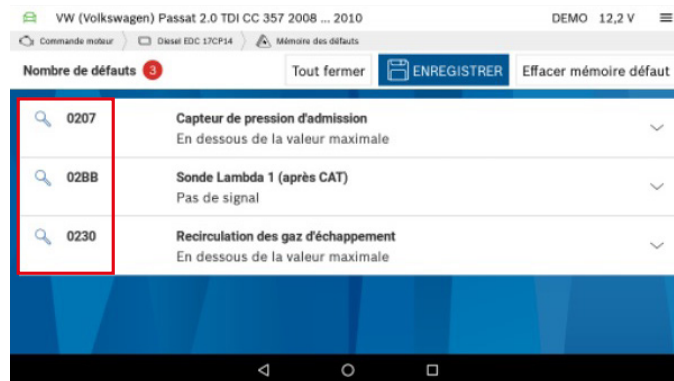 VW (Volkswagen) Passat 2.0 TDI CC 357 2008 ... 2010 DEMO 12,2 V
Commande moteur Diesel EDC 17CP14 Mémoire des défauts
Nombre de défauts 3 Tout fermer ENREGISTRER Effacer mémoire défaut
0207 Capteur de pression d'admission
En dessous de la valeur maximale
02BB Sonde Lambda 1 (après CAT)
Pas de signal
0230 Recirculation des gaz d'échappement
En dessous de la valeur maximale